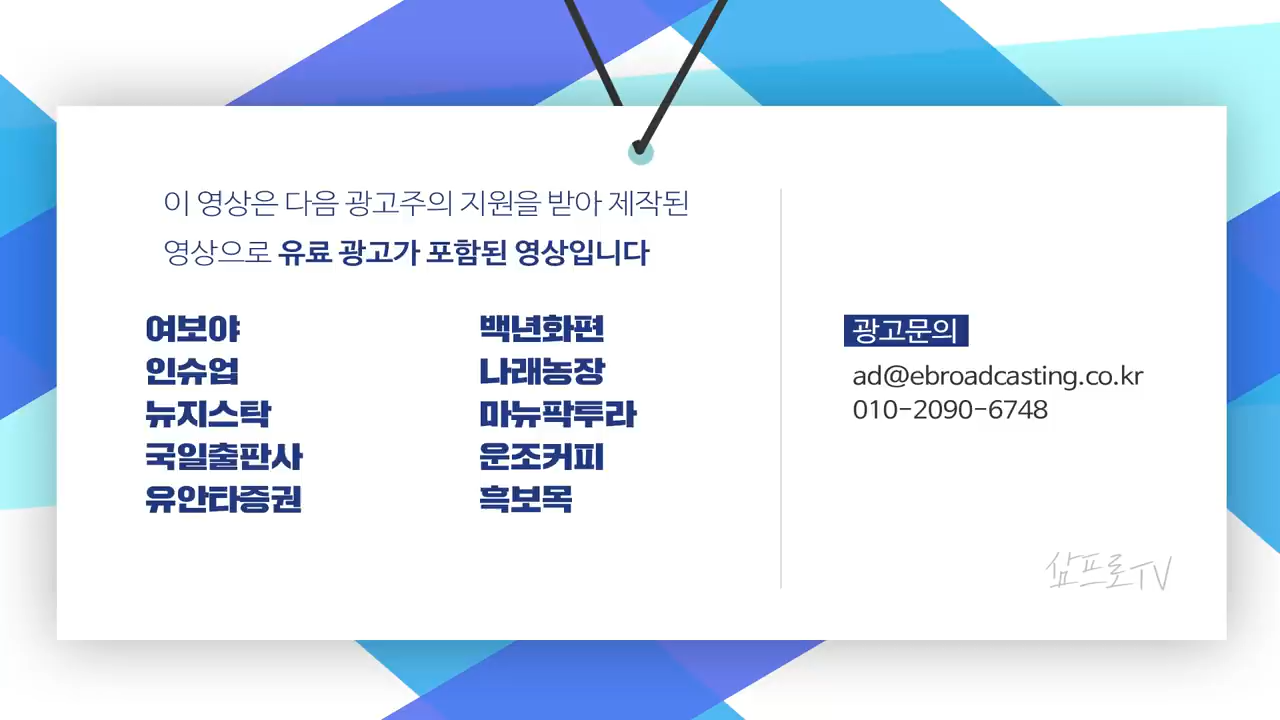 이 영상은 다음 광고주의 지원을 받아 제작된
영상으로 유료 광고가 포함된 영상입니다
여보야
인슈업
뉴지스탁
국일출판사
유안타증권
백년화편
나래농장
마뉴팍투라
운조커피
흑보목
광고문의
ad@ebroadcasting.co.kr
010-2090-6748
삼프로TV